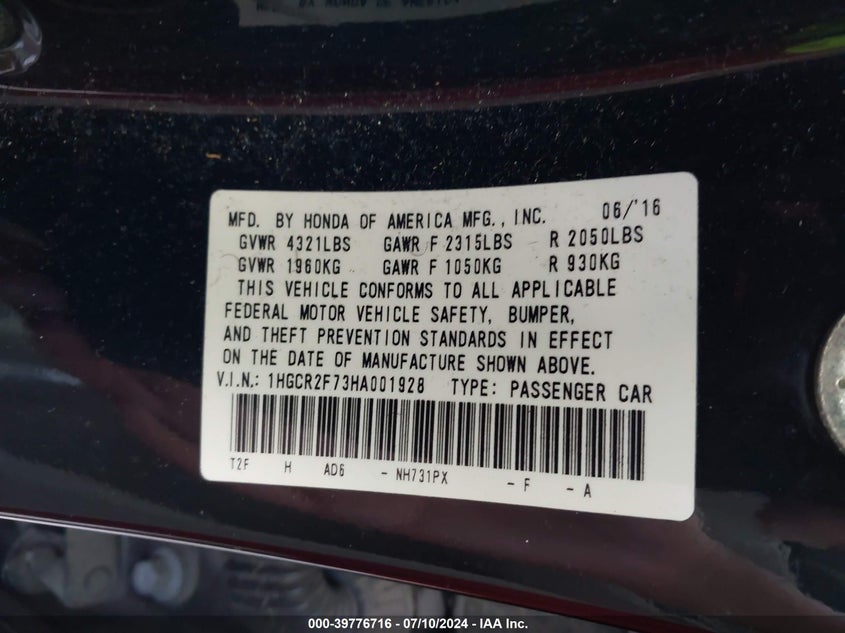 MFD. BY HONDA OF AMERICA MFG., INC. 06/'16
GVWR 4321LBS GAWR F 2315LBS R 2050LBS
GVWR 1960KG GAWR F 1050KG R 930KG
THIS VEHICLE CONFORMS TO ALL APPLICABLE
FEDERAL MOTOR VEHICLE SAFETY, BUMPER,
AND THEFT PREVENTION STANDARDS IN EFFECT
ON THE DATE OF MANUFACTURE SHOWN ABOVE.
V.I.N.: 1HGCR2F73HA001928 TYPE: PASSENGER CAR
T2F H AD6 - NH731PX - F - A
000-39776716 - 07/10/2024 - IAA Inc.